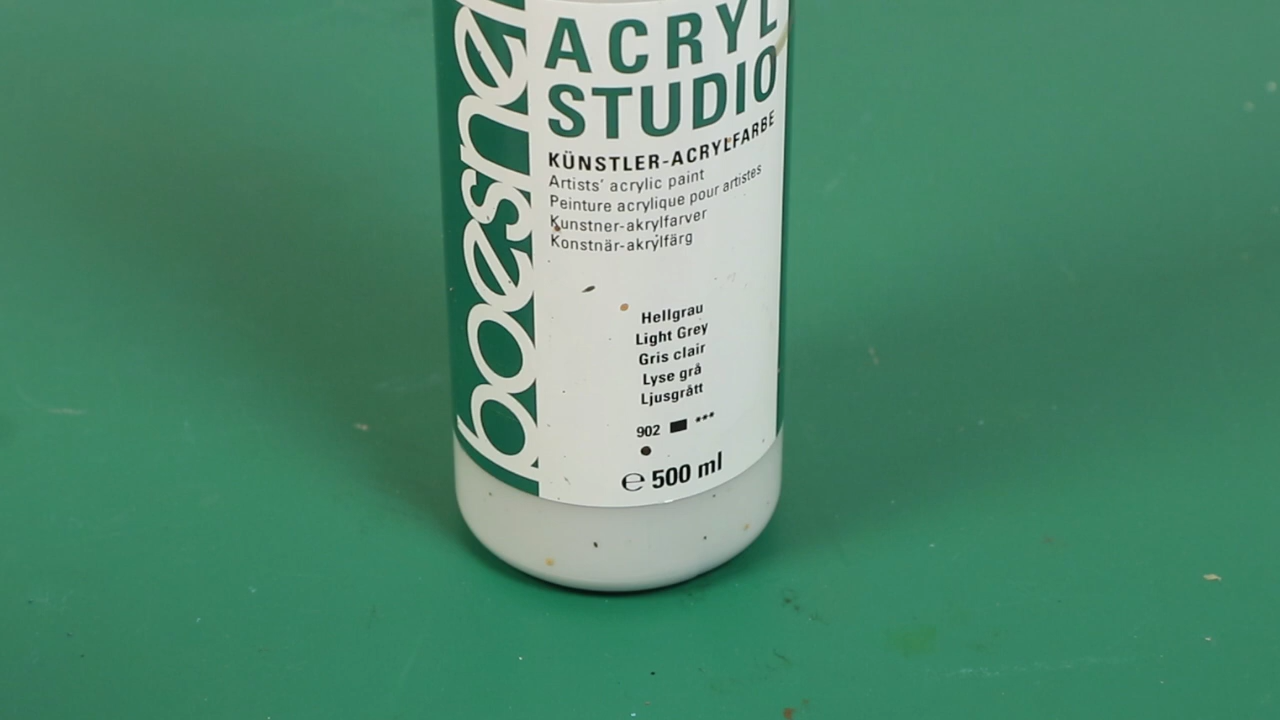 boesner
ACRYL
STUDIO
KÜNSTLER-ACRYLFARBE
Artists' acrylic paint
Peinture acrylique pour artistes
Kunstner-akrylfarver
Konstnär-akrylfärg
Hellgrau
Light Grey
Gris clair
Lyse grå
Ljusgrått
902 ***
℮ 500 ml